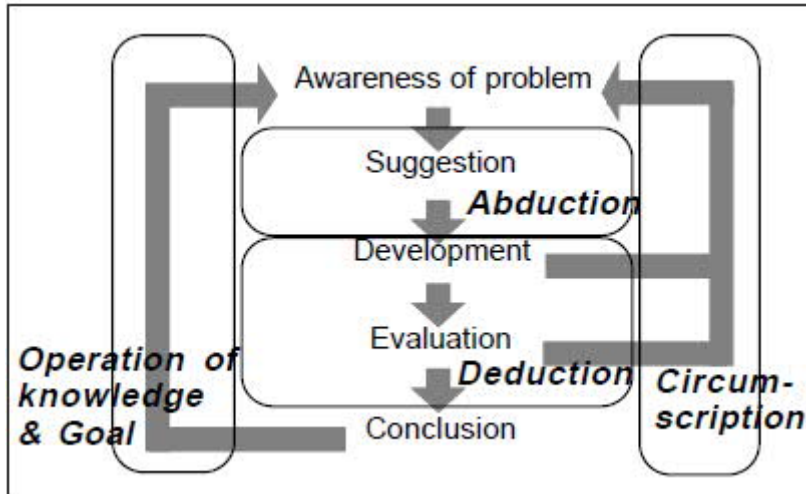 Awareness of problem
Suggestion
Abduction
Development
Evaluation
Deduction
Conclusion
Operation of
knowledge
& Goal
Circum-
scription